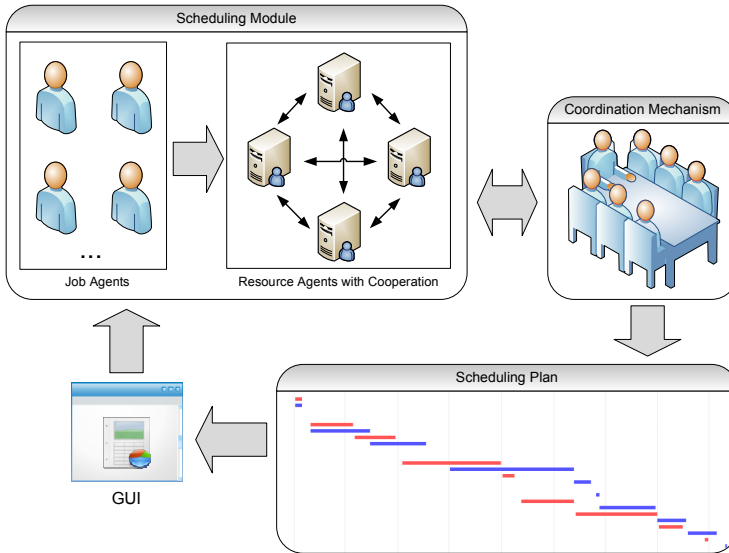 Scheduling Module
Job Agents
...
Resource Agents with Cooperation
Coordination Mechanism
Scheduling Plan
GUI